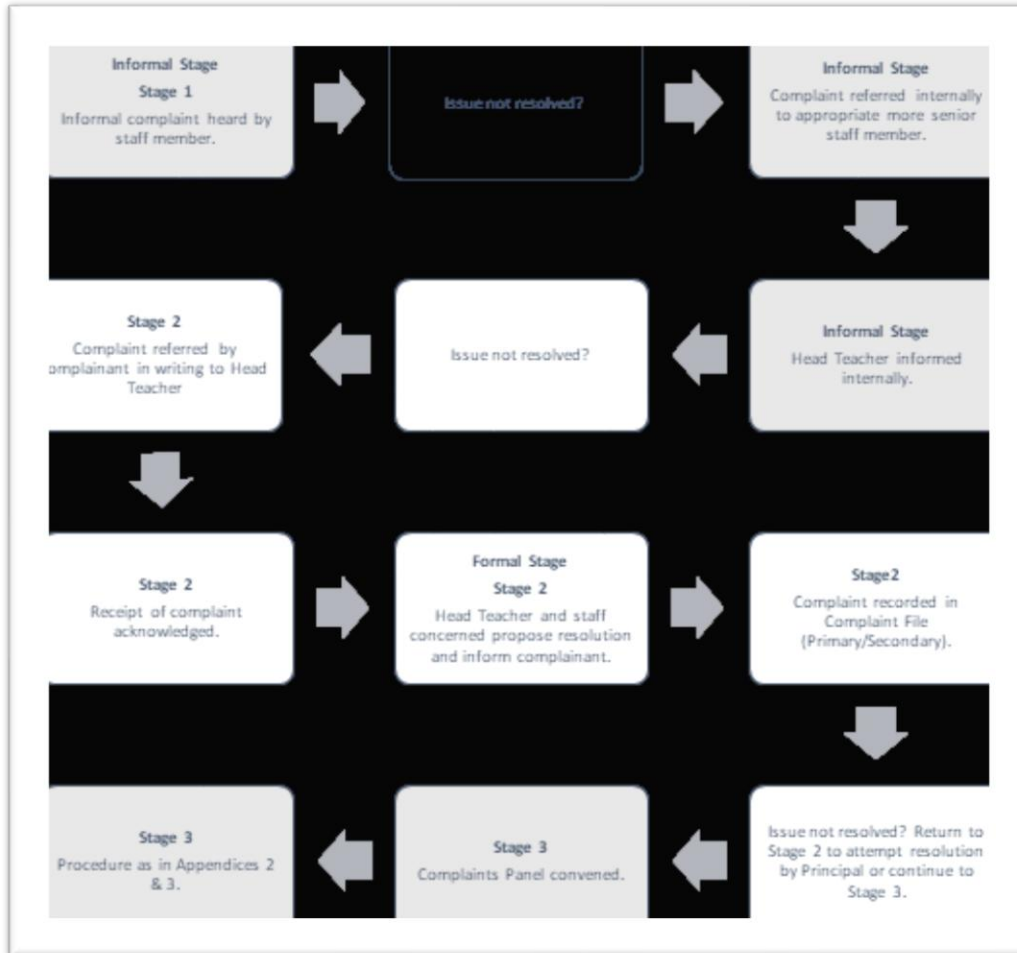 Informal Stage
Stage 1
Informal complaint heard by
staff member.
Issue not resolved?
Informal Stage
Complaint referred internally
to appropriate more senior
staff member.
Stage 2
Complaint referred by
omplainant in writing to Head
Teacher
Issue not resolved?
Informal Stage
Head Teacher informed
internally.
Stage 2
Receipt of complaint
acknowledged.
Formal Stage
Stage 2
Head Teacher and staff
concerned propose resolution
and inform complainant.
Stage2
Complaint recorded in
Complaint File
(Primary/Secondary).
Stage 3
Procedure as in Appendices 2
& 3.
Stage 3
Complaints Panel convened.
Issue not resolved? Return to
Stage 2 to attempt resolution
by Principal or continue to
Stage 3.